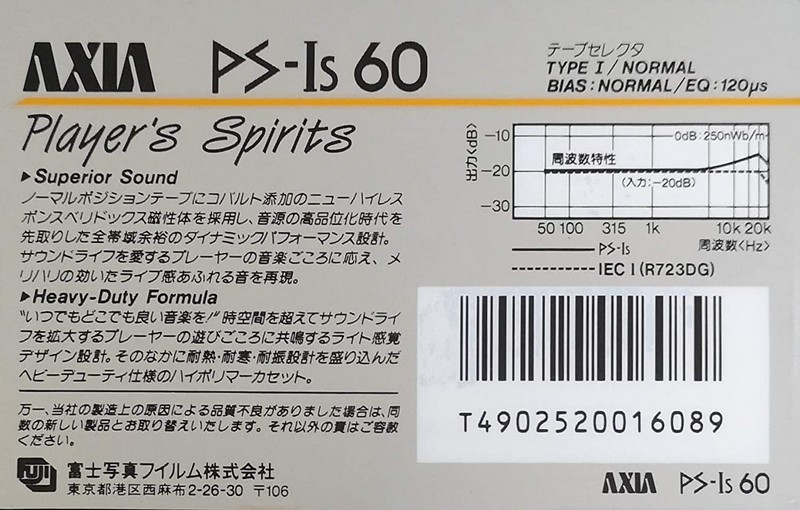 AXIA PS-Is 60
テープセレクタ
TYPE I / NORMAL
BIAS : NORMAL / EQ : 120μs
Player's Spirits
▶Superior Sound
ノーマルポジションテープにコバルト添加のニューハイレス
ポンスベリドックス磁性体を採用し、音源の高品位化時代を
先取りした全帯域余裕のダイナミックパフォーマンス設計。
サウンドライフを愛するプレーヤーの音楽ごころに応え、メ
リハリの効いたライブ感あふれる音を再現。
▶Heavy-Duty Formula
"いつでもどこでも良い音楽を!"時空間を超えてサウンドライ
フを拡大するプレーヤーの遊びごころに共鳴するライト感覚
デザイン設計。そのなかに耐熱・耐寒・耐振設計を盛り込んだ
ヘビーデューティ仕様のハイポリマーカセット。
万一、当社の製造上の原因による品質不良がありました場合は、同
数の新しい製品とお取り替えいたします。それ以外の責はご容赦
ください。
FUJI 富士写真フイルム株式会社
東京都港区西麻布2-26-30 〒106
出力<dB>
-10
-20
-30
0dB : 250nWb/m
周波数特性
(入力 : -20dB)
50 100 315 1k 10k 20k
周波数<Hz>
PS-Is
IEC I (R723DG)
T4902520016089
AXIA PS-Is 60